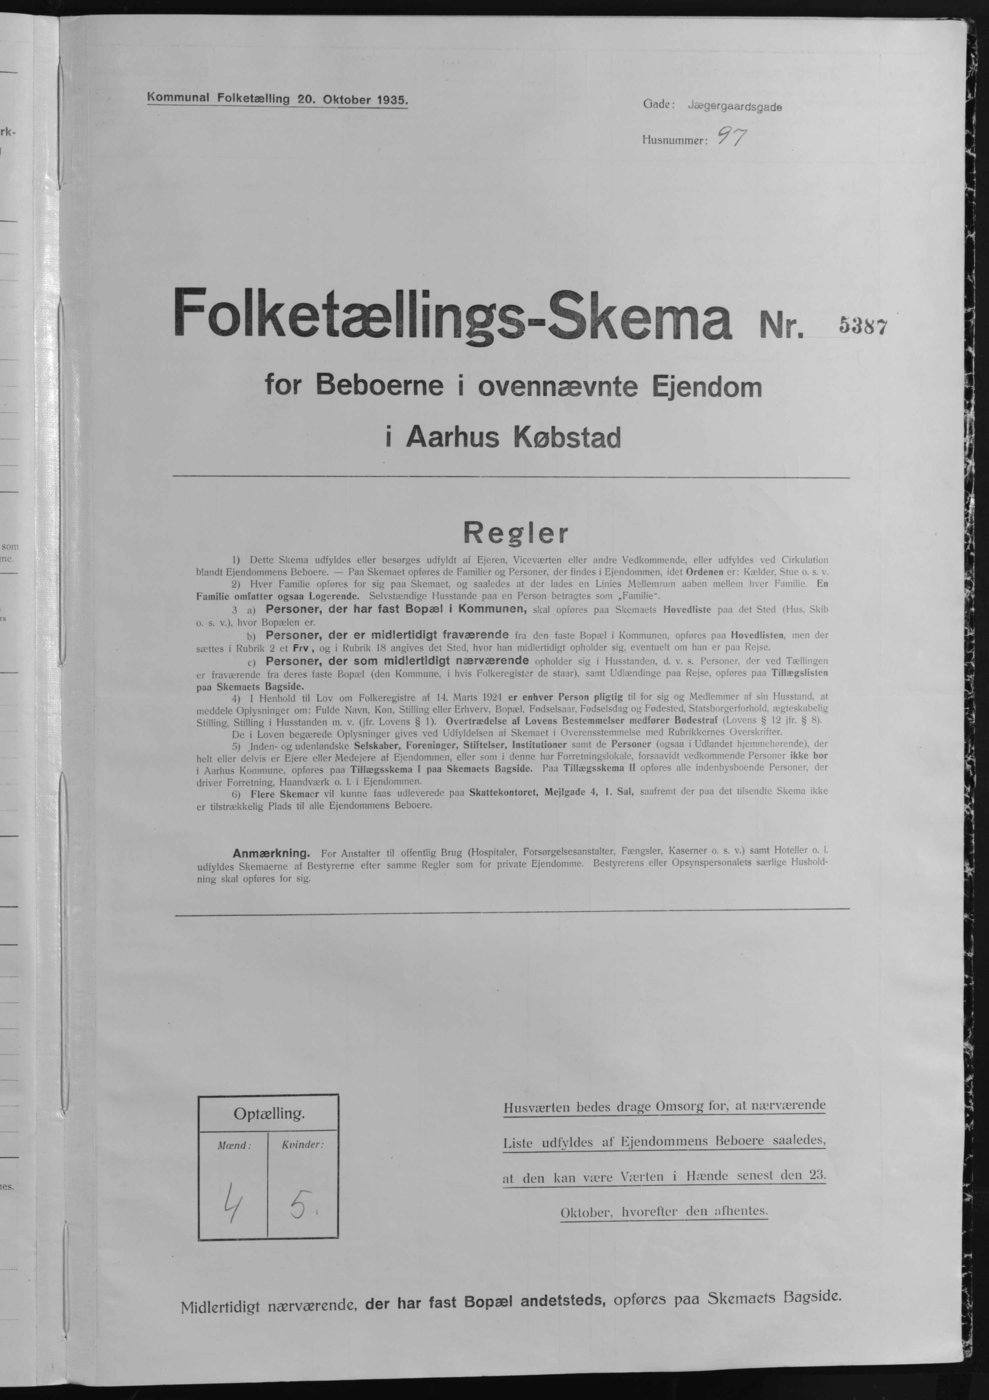 Kommunal Folketælling 20. Oktober 1935.
Gade: Jægergaardsgade
Husnummer: 97
Folketællings-Skema Nr. 5387
for Beboerne i ovennævnte Ejendom
i Aarhus Købstad
Regler
1) Dette Skema udfyldes eller besørges udfyldt af Ejeren, Viceværten eller andre Vedkommende, eller udfyldes ved Cirkulation
blandt Ejendommens Beboere. — Paa Skemaet opføres de Familier og Personer, der findes i Ejendommen, idet Ordenen er: Kælder, Stue o. s. v.
2) Hver Familie opføres for sig paa Skemaet, og saaledes at der lades en Linies Mellemrum aaben mellem hver Familie. En
Familie omfatter ogsaa Logerende. Selvstændige Husstande paa en Person betragtes som „Familie“.
3 a) Personer, der har fast Bopæl i Kommunen, skal opføres paa Skemaets Hovedliste paa det Sted (Hus, Skib
o. s. v.), hvor Bopælen er.
b) Personer, der er midlertidigt fraværende fra den faste Bopæl i Kommunen, opføres paa Hovedlisten, men der
sættes i Rubrik 2 et Frv, og i Rubrik 18 angives det Sted, hvor han midlertidigt opholder sig, eventuelt om han er paa Rejse.
c) Personer, der som midlertidigt nærværende opholder sig i Husstanden, d. v. s. Personer, der ved Tællingen
er fraværende fra deres faste Bopæl (den Kommune, i hvis Folkeregister de staar), samt Udlændinge paa Rejse, opføres paa Tillægslisten
paa Skemaets Bagside.
4) I Henhold til Lov om Folkeregistre af 14. Marts 1924 er enhver Person pligtig til for sig og Medlemmer af sin Husstand, at
meddele Oplysninger om: Fulde Navn, Køn, Stilling eller Erhverv, Bopæl, Fødselsaar, Fødselsdag og Fødested, Statsborgerforhold, ægteskabelig
Stilling, Stilling i Husstanden m. v. (jfr. Lovens § 1). Overtrædelse af Lovens Bestemmelser medfører Bødestraf (Lovens § 12 jfr. § 8).
De i Loven begærede Oplysninger gives ved Udfyldelsen af Skemaet i Overensstemmelse med Rubrikkernes Overskrifter.
5) Inden- og udenlandske Selskaber, Foreninger, Stiftelser, Institutioner samt de Personer (ogsaa i Udlandet hjemmehørende), der
helt eller delvis er Ejere eller Medejere af Ejendommen, eller som i denne har Forretningslokale, forsaavidt vedkommende Personer ikke bor
i Aarhus Kommune, opføres paa Tillægsskema I paa Skemaets Bagside. Paa Tillægsskema II opføres alle indenbysboende Personer, der
driver Forretning, Haandværk o. l. i Ejendommen.
6) Flere Skemaer vil kunne faas udleverede paa Skattekontoret, Mejlgade 4, 1. Sal, saafremt der paa det tilsendte Skema ikke
er tilstrækkelig Plads til alle Ejendommens Beboere.
Anmærkning. For Anstalter til offentlig Brug (Hospitaler, Forsørgelsesanstalter, Fængsler, Kaserner o. s. v.) samt Hoteller o. l.
udfyldes Skemaerne af Bestyrerne efter samme Regler som for private Ejendomme. Bestyrerens eller Opsynspersonalets særlige Hushold-
ning skal opføres for sig.
Optælling.
Mænd: Kvinder:
4 5.
Husværten bedes drage Omsorg for, at nærværende
Liste udfyldes af Ejendommens Beboere saaledes,
at den kan være Værten i Hænde senest den 23.
Oktober, hvorefter den afhentes.
Midlertidigt nærværende, der har fast Bopæl andetsteds, opføres paa Skemaets Bagside.